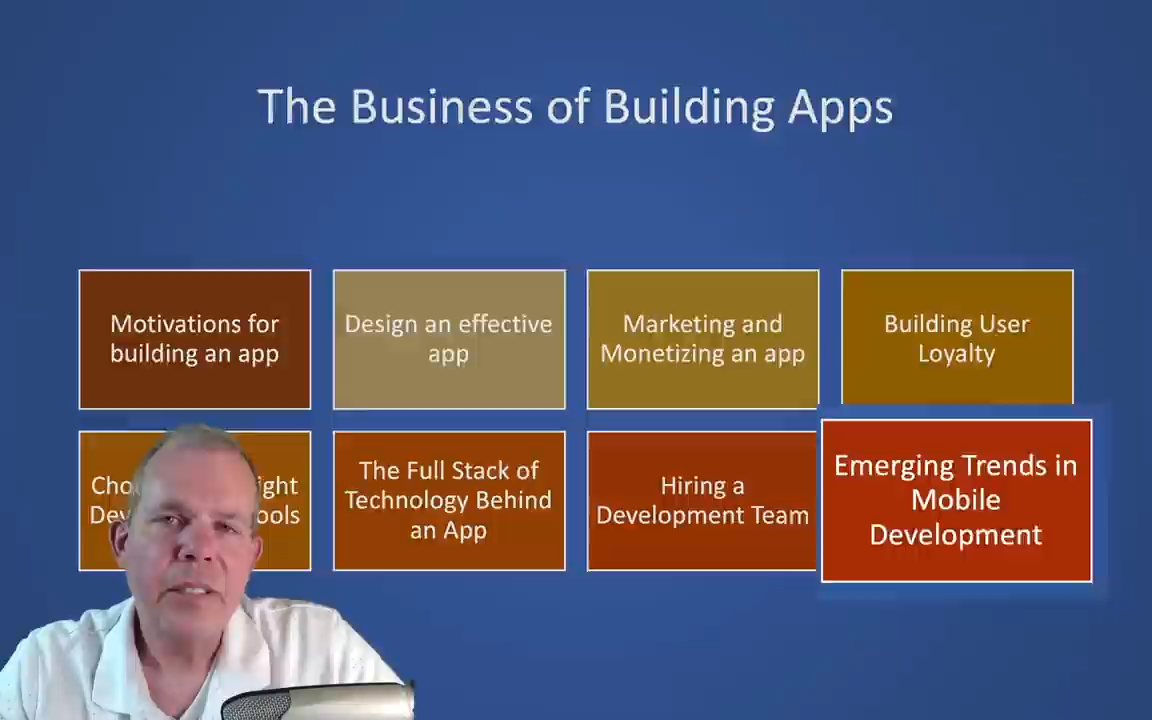 The Business of Building Apps
Motivations for
building an app
Design an effective
app
Marketing and
Monetizing an app
Building User
Loyalty
The Full Stack of
Technology Behind
an App
Hiring a
Development Team
Emerging Trends in
Mobile
Development